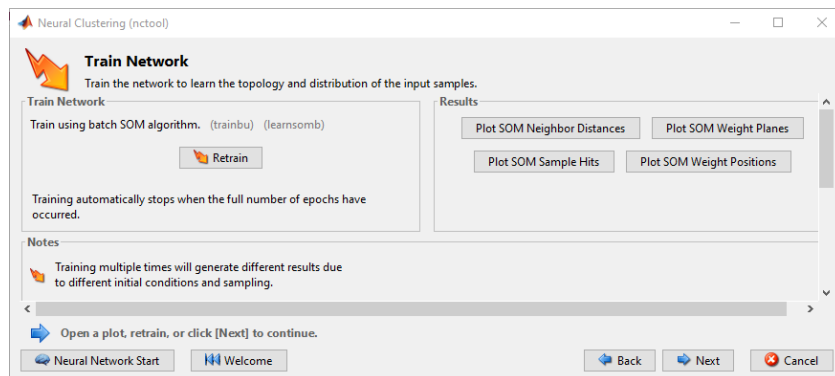 Neural Clustering (nctool)
Train Network
Train the network to learn the topology and distribution of the input samples.
Train Network
Train using batch SOM algorithm. (trainbu) (learnsomb)
Retrain
Training automatically stops when the full number of epochs have
occurred.
Results
Plot SOM Neighbor Distances
Plot SOM Weight Planes
Plot SOM Sample Hits
Plot SOM Weight Positions
Notes
Training multiple times will generate different results due
to different initial conditions and sampling.
Open a plot, retrain, or click [Next] to continue.
Neural Network Start
Welcome
Back
Next
Cancel